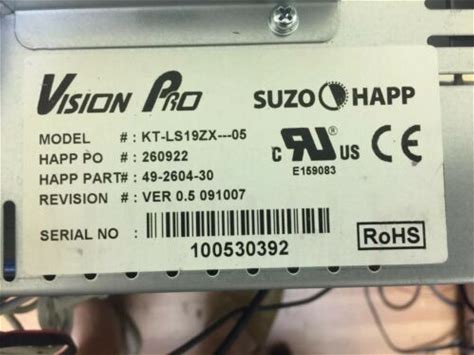 VISION PRO SUZO HAPP
MODEL # : KT-LS19ZX---05
HAPP PO # : 260922
HAPP PART# : 49-2604-30
REVISION # : VER 0.5 091007
C RU US CE
E159083
SERIAL NO :
100530392
RoHS